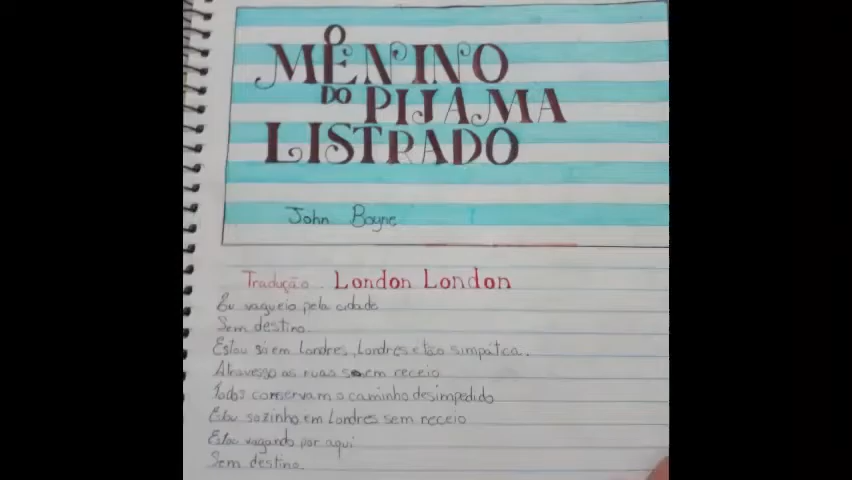 O
MENINO
DO PIJAMA
LISTRADO
John Boyne
Tradução. London London
Eu vagueio pela cidade
Sem destino.
Estou só em Londres, Londres e tão simpática.
Atravesso as ruas sem receio
Todos conservam o caminho desimpedido
Estou sozinho em Londres sem receio
Estou vagando por aqui
Sem destino.